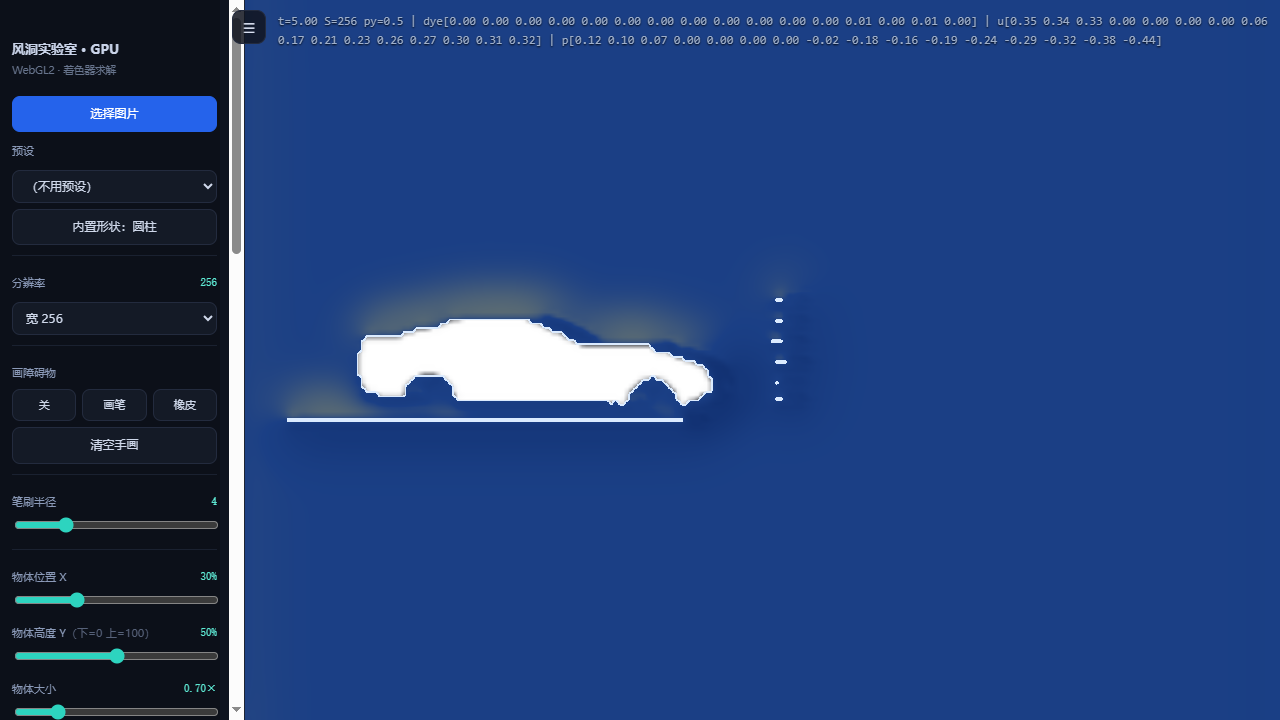 风洞实验室 • GPU
WebGL2 · 着色器求解
选择图片
预设
(不用预设)
内置形状：圆柱
分辨率 256
宽 256
画障碍物
关 画笔 橡皮
清空手画
笔刷半径 4
物体位置 X 30%
物体高度 Y（下=0 上=100） 50%
物体大小 0.70×
☰
t=5.00 S=256 py=0.5 | dye[0.00 0.00 0.00 0.00 0.00 0.00 0.00 0.00 0.00 0.00 0.00 0.00 0.01 0.00 0.01 0.00] | u[0.35 0.34 0.33 0.00 0.00 0.00 0.00 0.06
0.17 0.21 0.23 0.26 0.27 0.30 0.31 0.32] | p[0.12 0.10 0.07 0.00 0.00 0.00 0.00 -0.02 -0.18 -0.16 -0.19 -0.24 -0.29 -0.32 -0.38 -0.44]